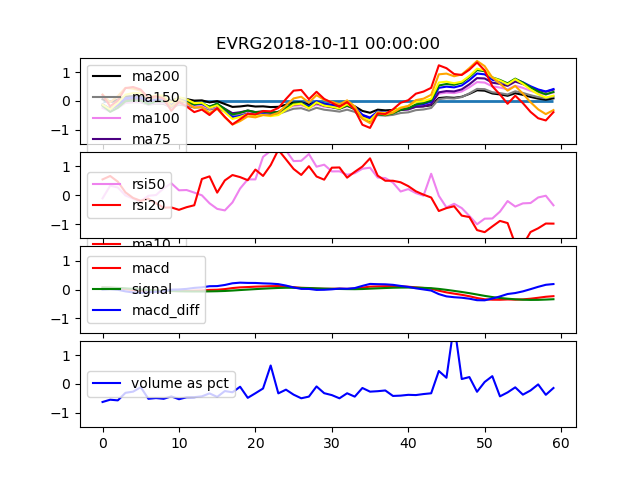 EVRG2018-10-11 00:00:00
1
0
−1
ma200
ma150
ma100
ma75
1
0
−1
rsi50
rsi20
ma10
1
0
−1
macd
signal
macd_diff
1
0
−1
volume as pct
0 10 20 30 40 50 60